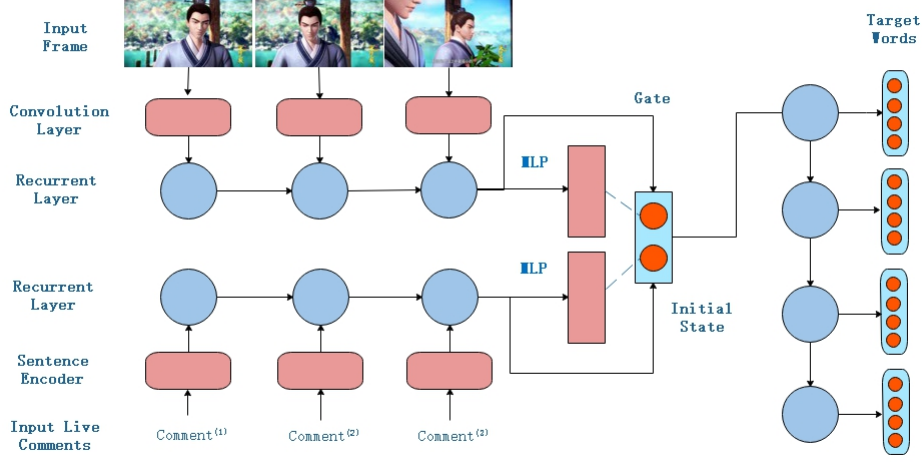 Input
Frame
Target
Words
Convolution
Layer
Gate
MLP
Recurrent
Layer
MLP
Recurrent
Layer
Initial
State
Sentence
Encoder
Input Live
Comments
Comment⁽¹⁾
Comment⁽²⁾
Comment⁽²⁾